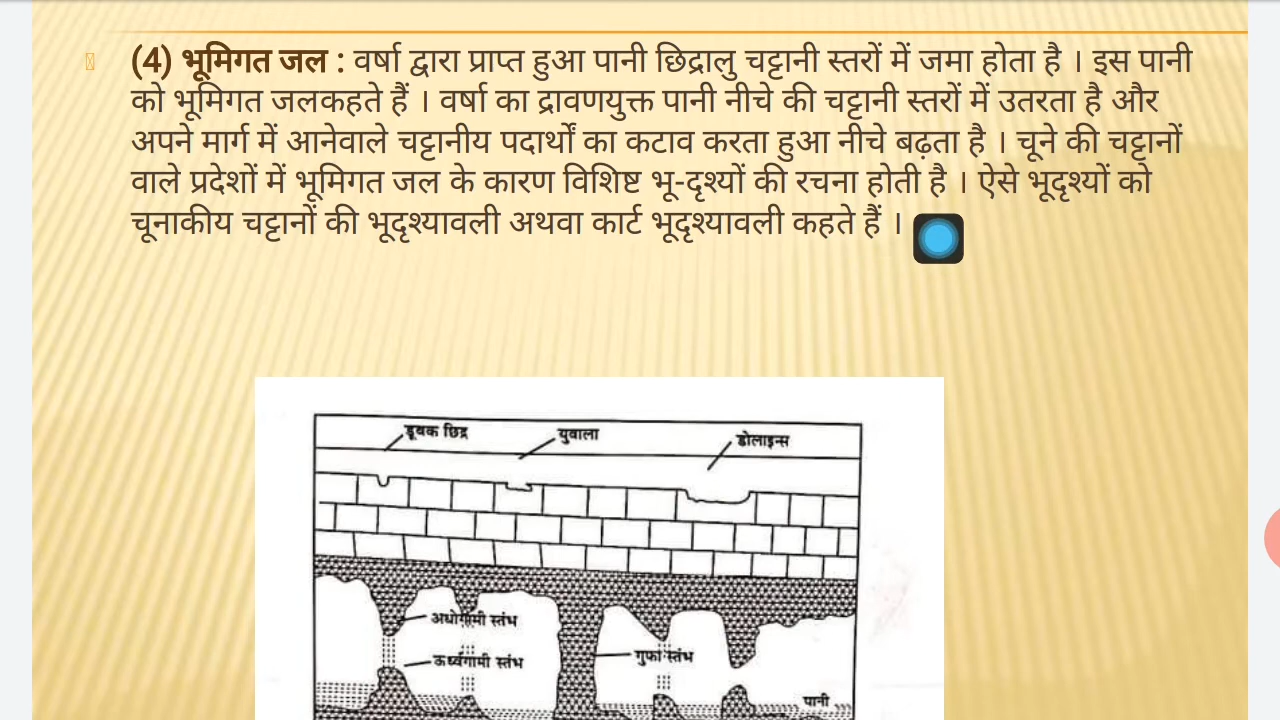 (4) भूमिगत जल : वर्षा द्वारा प्राप्त हुआ पानी छिद्रालु चट्टानी स्तरों में जमा होता है । इस पानी
को भूमिगत जलकहते हैं । वर्षा का द्रावणयुक्त पानी नीचे की चट्टानी स्तरों में उतरता है और
अपने मार्ग में आनेवाले चट्टानीय पदार्थों का कटाव करता हुआ नीचे बढ़ता है । चूने की चट्टानों
वाले प्रदेशों में भूमिगत जल के कारण विशिष्ट भू-दृश्यों की रचना होती है । ऐसे भूदृश्यों को
चूनाकीय चट्टानों की भूदृश्यावली अथवा कार्ट भूदृश्यावली कहते हैं ।
डूबक छिद्र युवाला डोलाइन्स
अधोगामी स्तंभ
ऊर्ध्वगामी स्तंभ गुफा स्तंभ
पानी